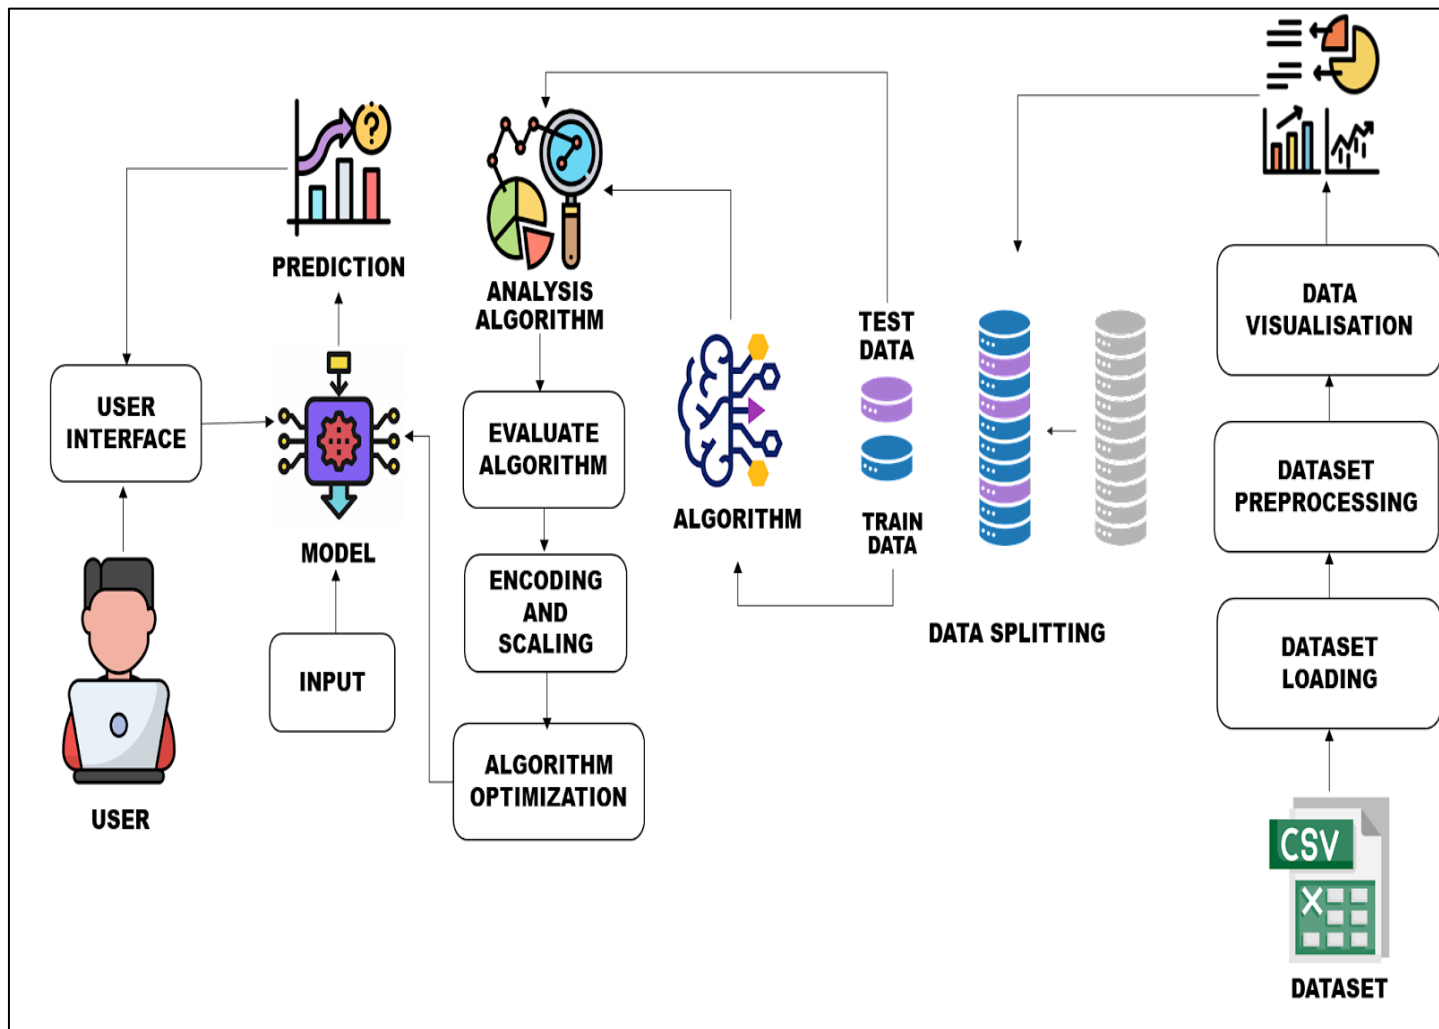 PREDICTION
ANALYSIS
ALGORITHM
TEST
DATA
DATA
VISUALISATION
USER
INTERFACE
EVALUATE
ALGORITHM
ALGORITHM
TRAIN
DATA
DATASET
PREPROCESSING
MODEL
ENCODING
AND
SCALING
DATA SPLITTING
DATASET
LOADING
INPUT
ALGORITHM
OPTIMIZATION
USER
CSV
X
DATASET
?